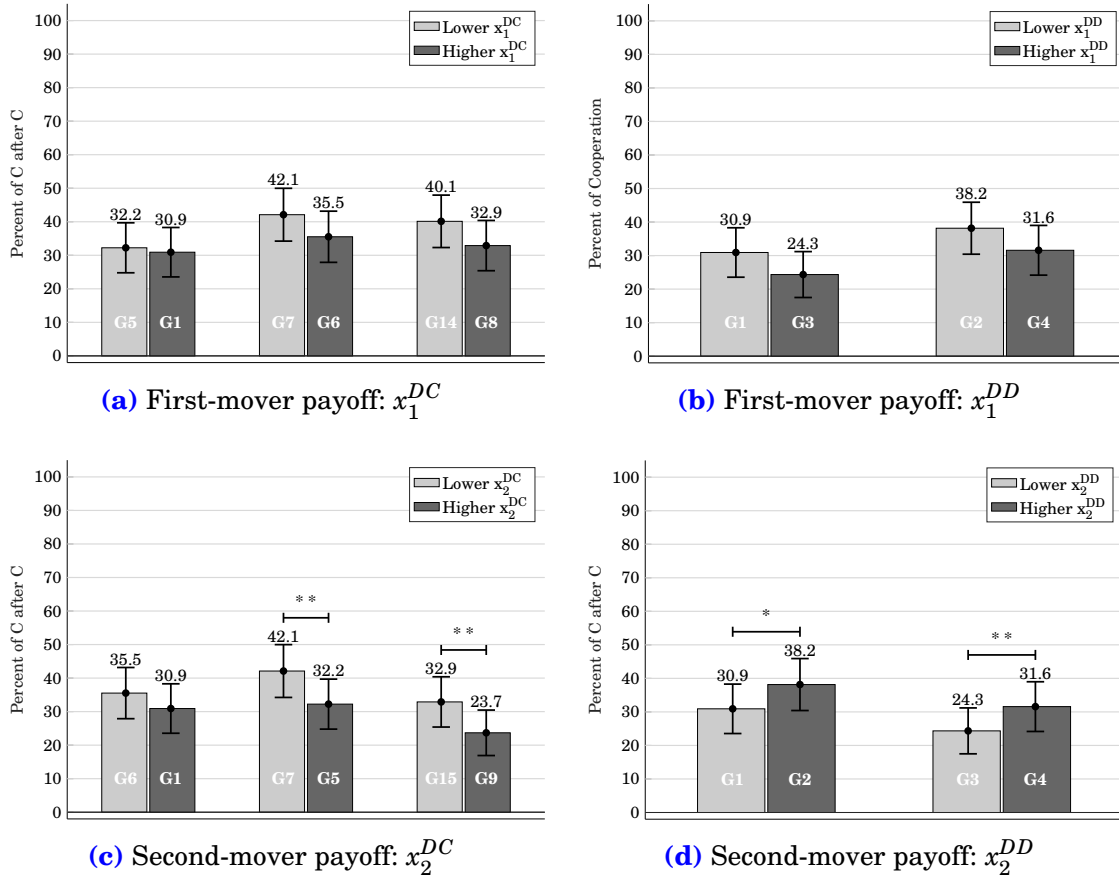 Percent of C after C
100
90
80
70
60
50
40
30
20
10
0
Lower x₁ᴰᶜ
Higher x₁ᴰᶜ
32.2
30.9
42.1
35.5
40.1
32.9
G5
G1
G7
G6
G14
G8
(a) First-mover payoff: x₁ᴰᶜ
Percent of Cooperation
100
90
80
70
60
50
40
30
20
10
0
Lower x₁ᴰᴰ
Higher x₁ᴰᴰ
30.9
24.3
38.2
31.6
G1
G3
G2
G4
(b) First-mover payoff: x₁ᴰᴰ
Percent of C after C
100
90
80
70
60
50
40
30
20
10
0
Lower x₂ᴰᶜ
Higher x₂ᴰᶜ
**
**
35.5
30.9
42.1
32.2
32.9
23.7
G6
G1
G7
G5
G15
G9
(c) Second-mover payoff: x₂ᴰᶜ
Percent of C after C
100
90
80
70
60
50
40
30
20
10
0
Lower x₂ᴰᴰ
Higher x₂ᴰᴰ
*
**
30.9
38.2
24.3
31.6
G1
G2
G3
G4
(d) Second-mover payoff: x₂ᴰᴰ